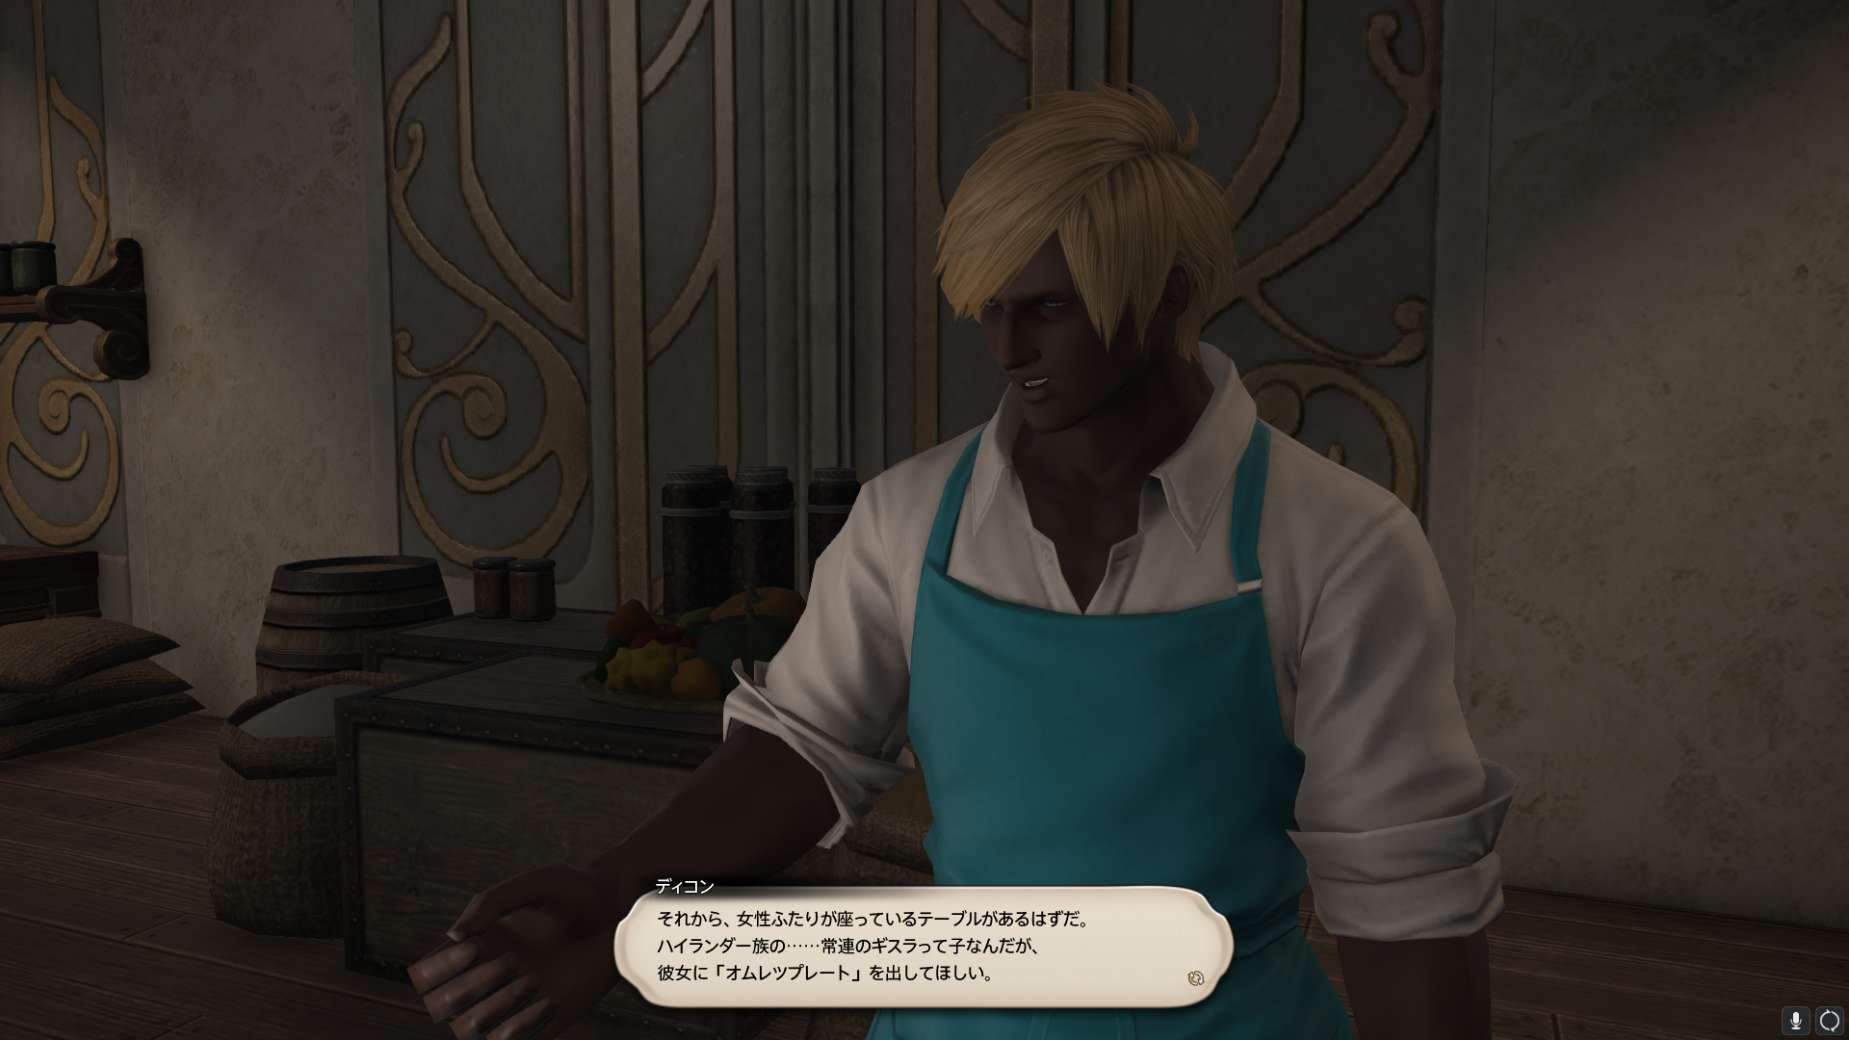 ディコン
それから、女性ふたりが座っているテーブルがあるはずだ。
ハイランダー族の……常連のギスラって子なんだが、
彼女に「オムレツプレート」を出してほしい。